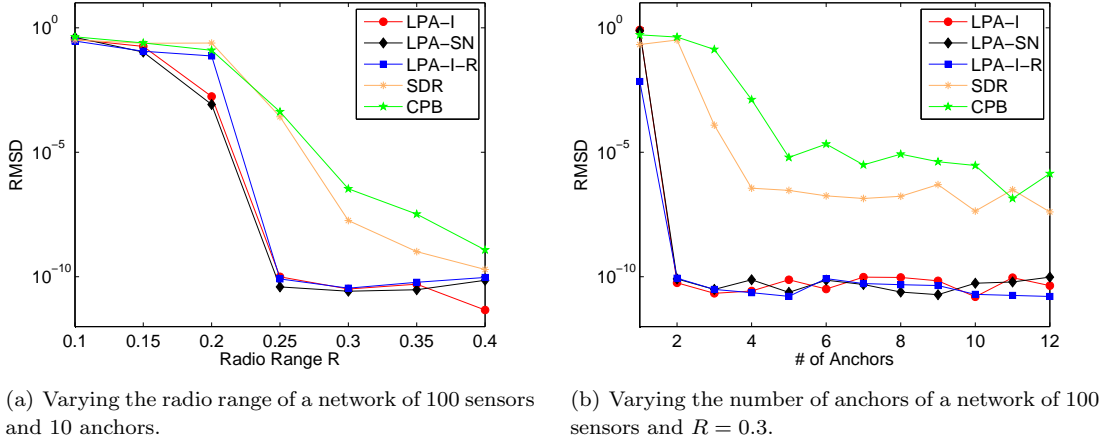 10^0
10^-5
10^-10
RMSD
0.1 0.15 0.2 0.25 0.3 0.35 0.4
Radio Range R
LPA-I
LPA-SN
LPA-I-R
SDR
CPB
(a) Varying the radio range of a network of 100 sensors
and 10 anchors.
10^0
10^-5
10^-10
RMSD
2 4 6 8 10 12
# of Anchors
LPA-I
LPA-SN
LPA-I-R
SDR
CPB
(b) Varying the number of anchors of a network of 100
sensors and R = 0.3.